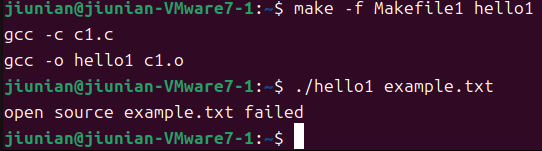 jiunian@jiunian-VMware7-1:~$ make -f Makefile1 hello1
gcc -c c1.c
gcc -o hello1 c1.o
jiunian@jiunian-VMware7-1:~$ ./hello1 example.txt
open source example.txt failed
jiunian@jiunian-VMware7-1:~$